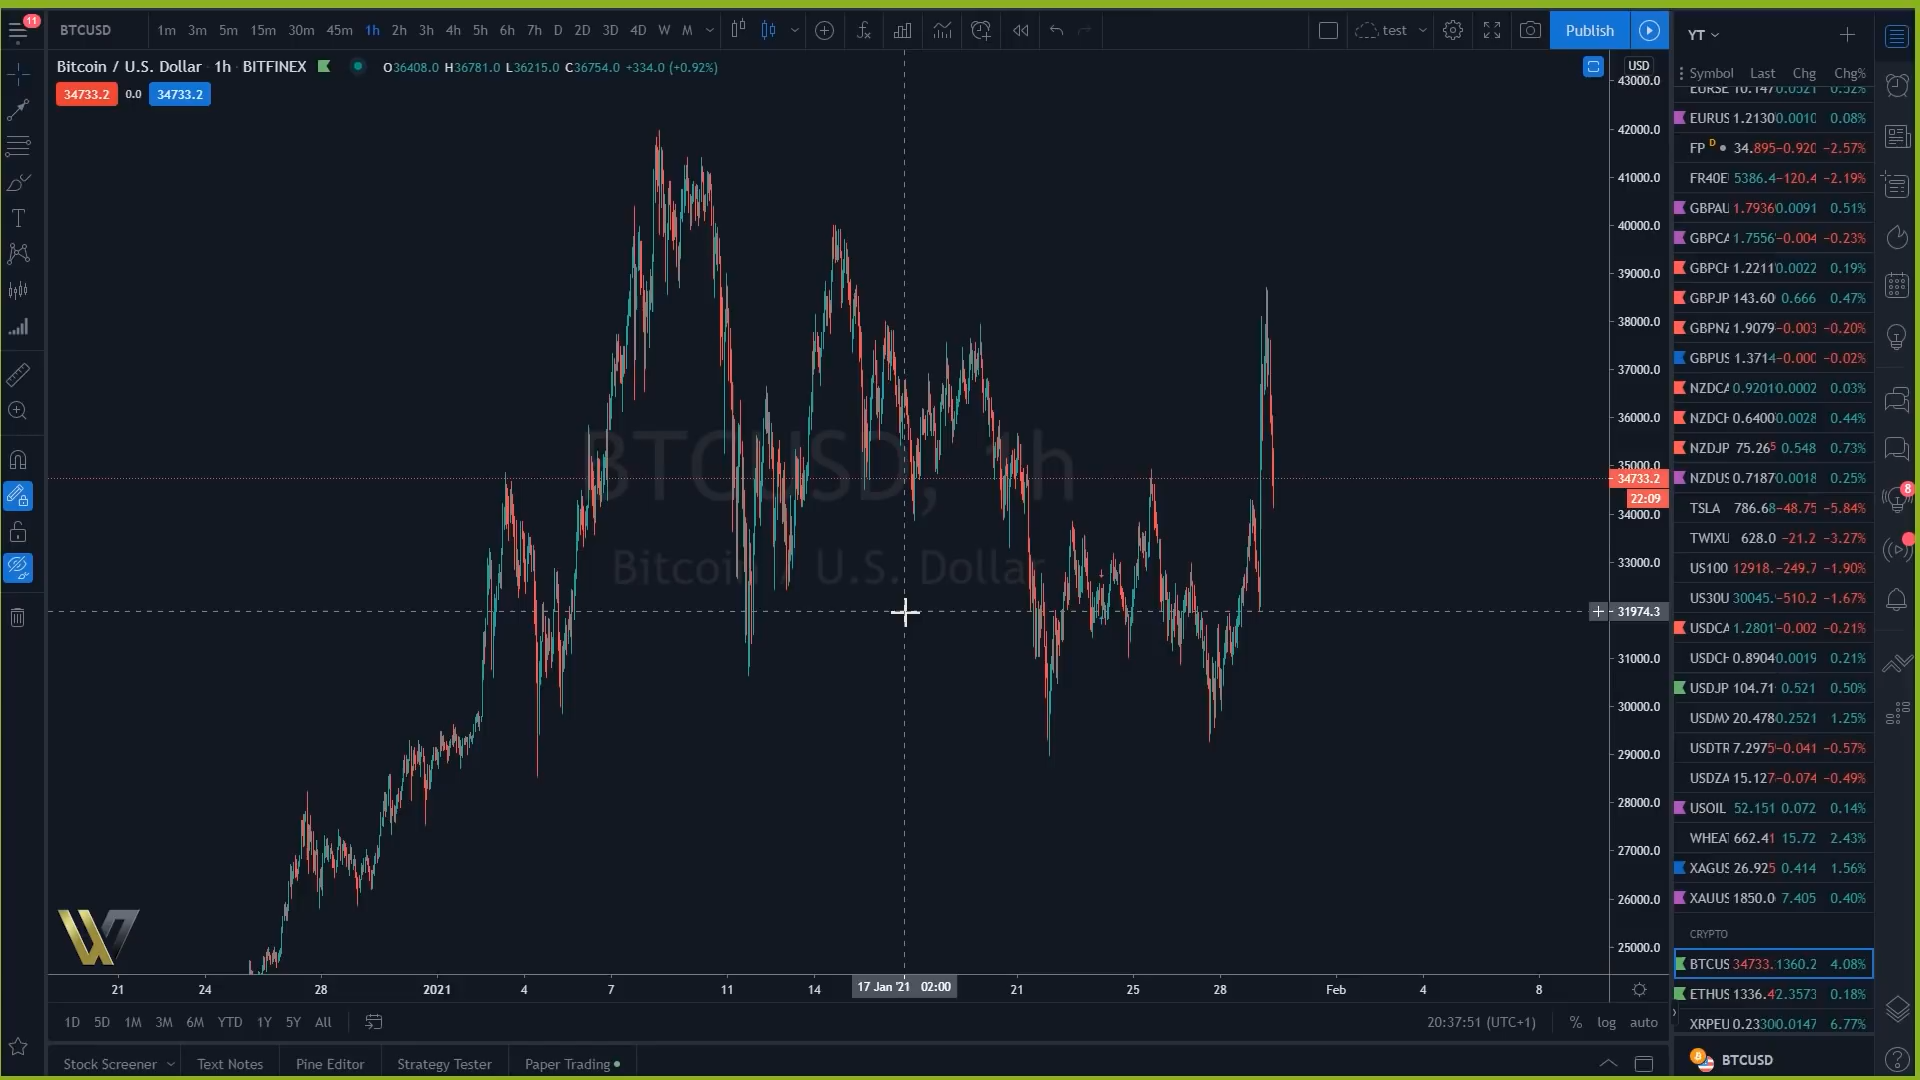 11
BTCUSD 1m 3m 5m 15m 30m 45m 1h 2h 3h 4h 5h 6h 7h D 2D 3D 4D W M test Publish
YT
Bitcoin / U.S. Dollar · 1h · BITFINEX O36408.0 H36781.0 L36215.0 C36754.0 +334.0 (+0.92%)
34733.2 0.0 34733.2
USD
43000.0
42000.0
41000.0
40000.0
39000.0
38000.0
37000.0
36000.0
35000.0
34733.2
22:09
34000.0
33000.0
31974.3
31000.0
30000.0
29000.0
28000.0
27000.0
26000.0
25000.0
BTCUSD, 1h
Bitcoin / U.S. Dollar
21 24 28 2021 4 7 11 14 17 Jan '21 02:00 21 25 28 Feb 4 8
1D 5D 1M 3M 6M YTD 1Y 5Y All 20:37:51 (UTC+1) % log auto
Stock Screener Text Notes Pine Editor Strategy Tester Paper Trading
Symbol Last Chg Chg%
EURUS 1.2130 0.0010 0.08%
FP D 34.895 -0.920 -2.57%
FR40E 5386.4 -120.4 -2.19%
GBPAU 1.7936 0.0091 0.51%
GBPCA 1.7556 -0.004 -0.23%
GBPCH 1.2211 0.0022 0.19%
GBPJP 143.60 0.666 0.47%
GBPNZ 1.9079 -0.003 -0.20%
GBPUS 1.3714 -0.000 -0.02%
NZDCA 0.9201 0.0002 0.03%
NZDCH 0.6400 0.0028 0.44%
NZDJP 75.265 0.548 0.73%
NZDUS 0.7187 0.0018 0.25%
TSLA 786.68 -48.75 -5.84%
TWIXU 628.0 -21.2 -3.27%
US100 12918. -249.7 -1.90%
US30U 30045. -510.2 -1.67%
USDCA 1.2801 -0.002 -0.21%
USDCH 0.8904 0.0019 0.21%
USDJP 104.71 0.521 0.50%
USDMX 20.478 0.2521 1.25%
USDTR 7.2975 -0.041 -0.57%
USDZA 15.127 -0.074 -0.49%
USOIL 52.151 0.072 0.14%
WHEAT 662.41 15.72 2.43%
XAGUS 26.925 0.414 1.56%
XAUUS 1850.0 7.405 0.40%
CRYPTO
BTCUS 34733. 1360.2 4.08%
ETHUS 1336.4 2.3573 0.18%
XRPEU 0.2330 0.0147 6.77%
BTCUSD
8